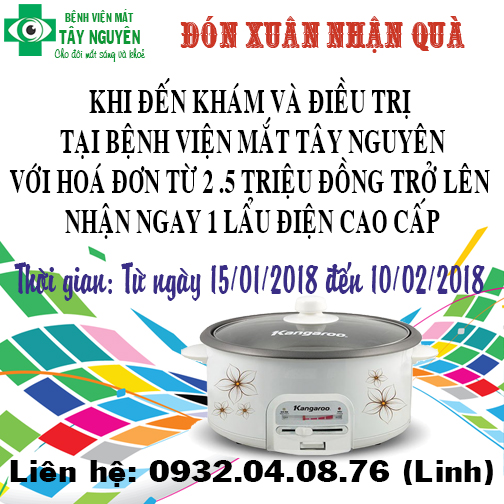 BỆNH VIỆN MẮT
TÂY NGUYÊN
Cho đôi mắt sáng và khoẻ
ĐÓN XUÂN NHẬN QUÀ
KHI ĐẾN KHÁM VÀ ĐIỀU TRỊ
TẠI BỆNH VIỆN MẮT TÂY NGUYÊN
VỚI HOÁ ĐƠN TỪ 2 .5 TRIỆU ĐỒNG TRỞ LÊN
NHẬN NGAY 1 LẨU ĐIỆN CAO CẤP
Thời gian: Từ ngày 15/01/2018 đến 10/02/2018
Kangaroo
Kangaroo
Liên hệ: 0932.04.08.76 (Linh)